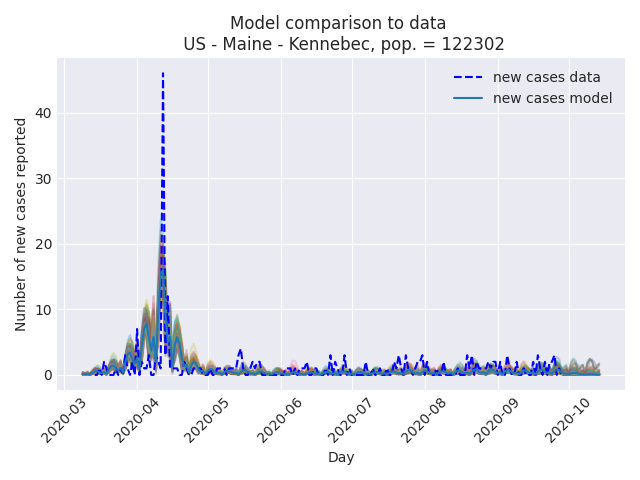 Model comparison to data
US - Maine - Kennebec, pop. = 122302
new cases data
new cases model
Number of new cases reported
40
30
20
10
0
2020-03
2020-04
2020-05
2020-06
2020-07
2020-08
2020-09
2020-10
Day